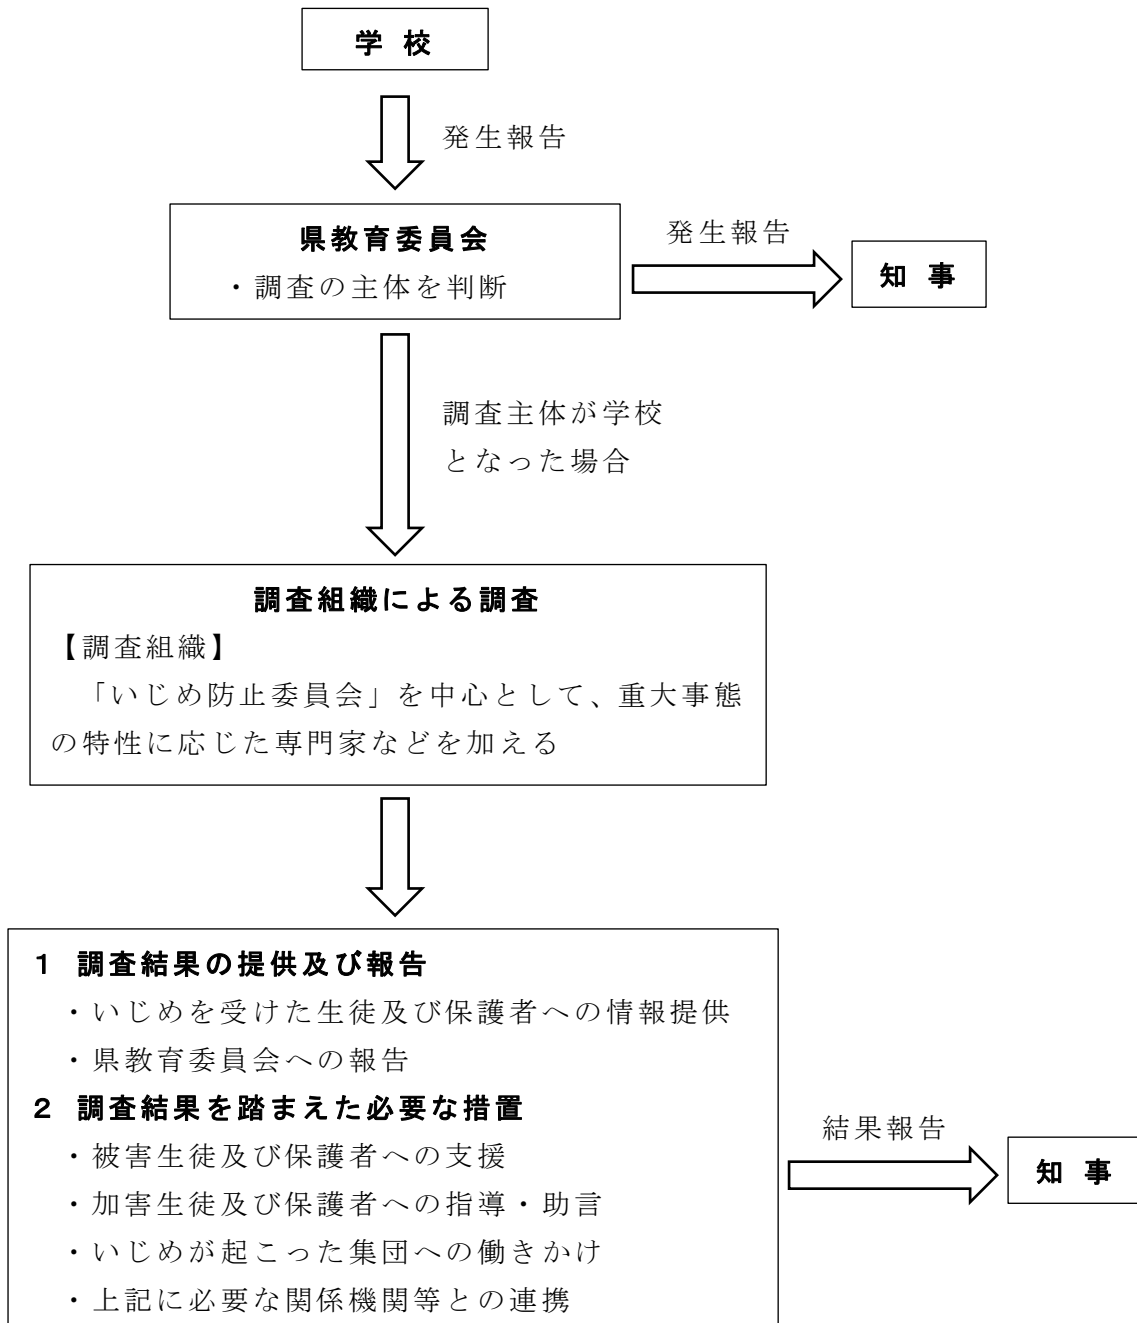 学 校
発生報告
県教育委員会
・調査の主体を判断
発生報告
知 事
調査主体が学校
となった場合
調査組織による調査
【調査組織】
「いじめ防止委員会」を中心として、重大事態
の特性に応じた専門家などを加える
1 調査結果の提供及び報告
・いじめを受けた生徒及び保護者への情報提供
・県教育委員会への報告
2 調査結果を踏まえた必要な措置
・被害生徒及び保護者への支援
・加害生徒及び保護者への指導・助言
・いじめが起こった集団への働きかけ
・上記に必要な関係機関等との連携
結果報告
知 事